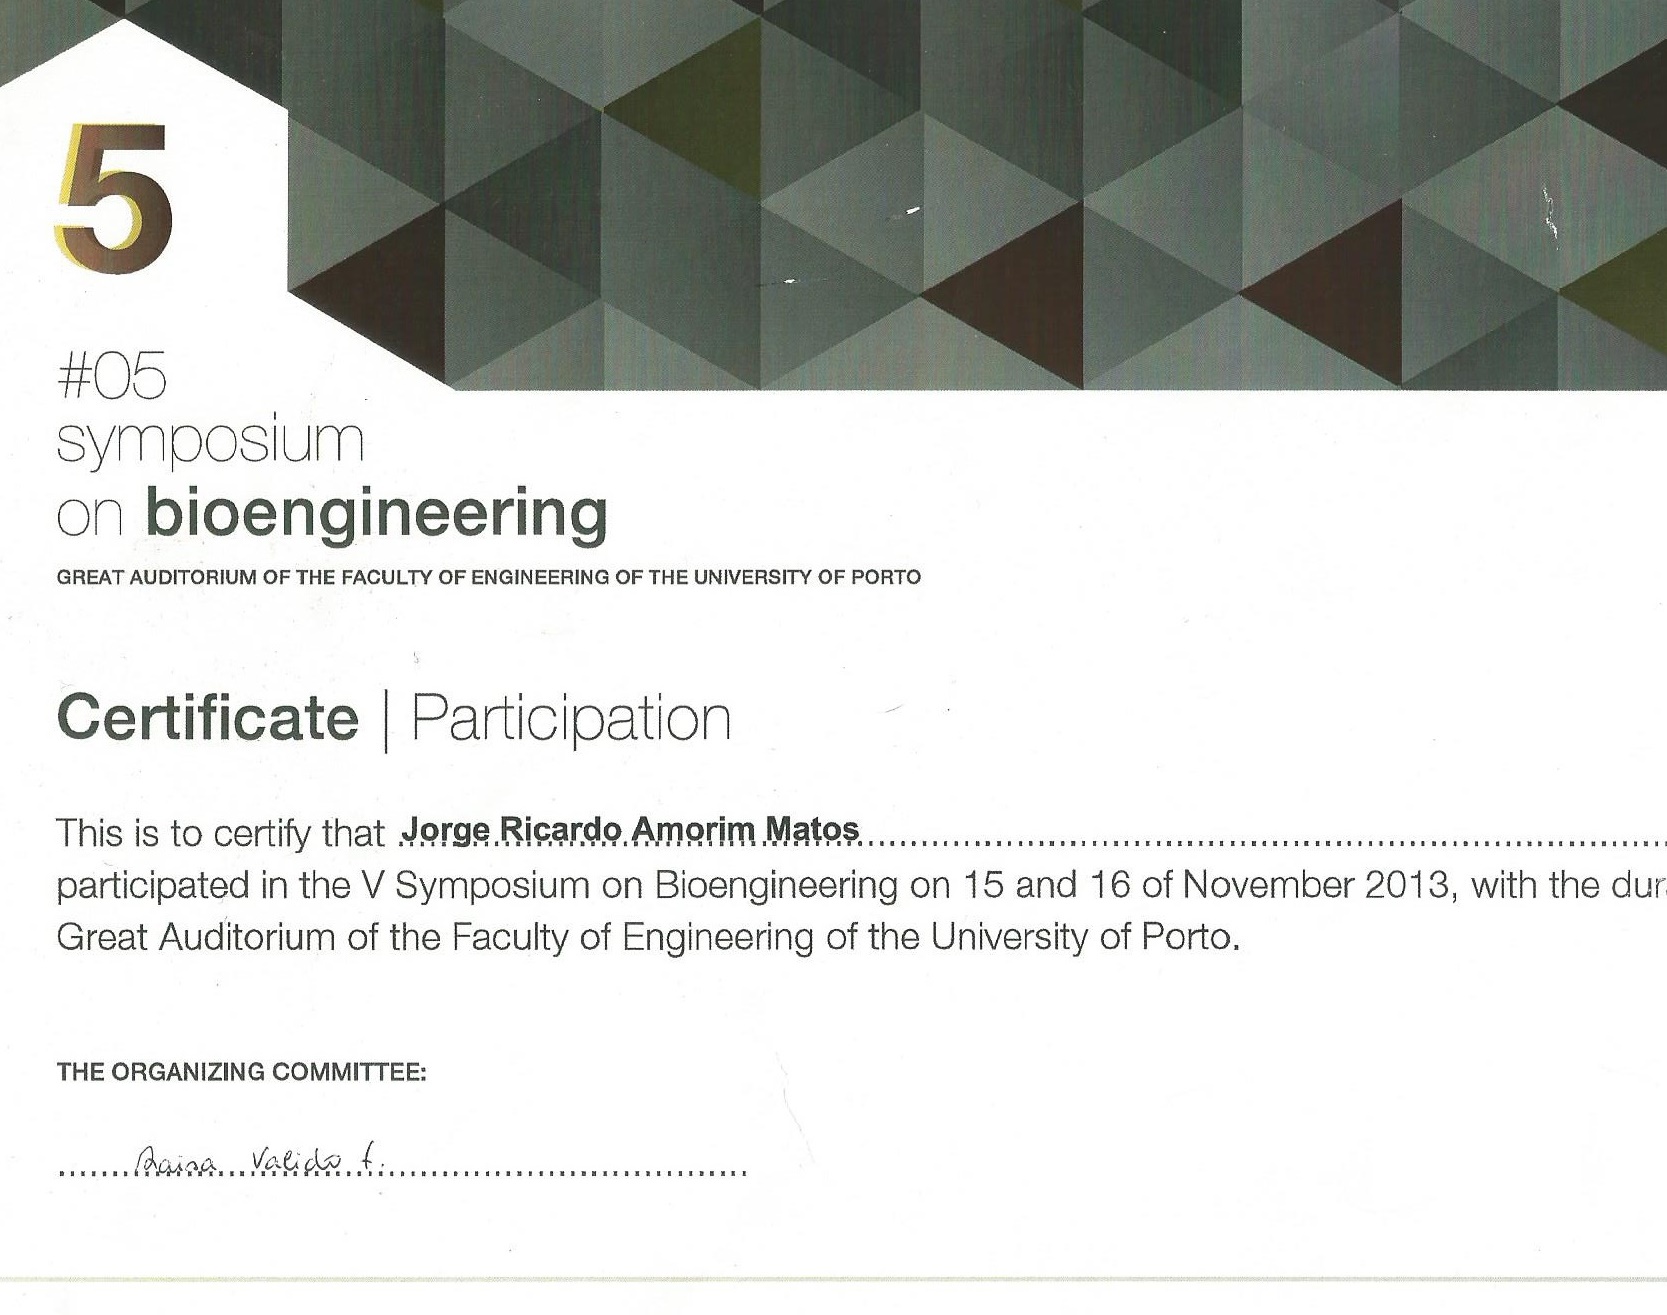 5
#05
symposium
on bioengineering
GREAT AUDITORIUM OF THE FACULTY OF ENGINEERING OF THE UNIVERSITY OF PORTO
Certificate | Participation
This is to certify that Jorge Ricardo Amorim Matos
participated in the V Symposium on Bioengineering on 15 and 16 of November 2013, with the
Great Auditorium of the Faculty of Engineering of the University of Porto.
THE ORGANIZING COMMITTEE:
Raisa Valido f.